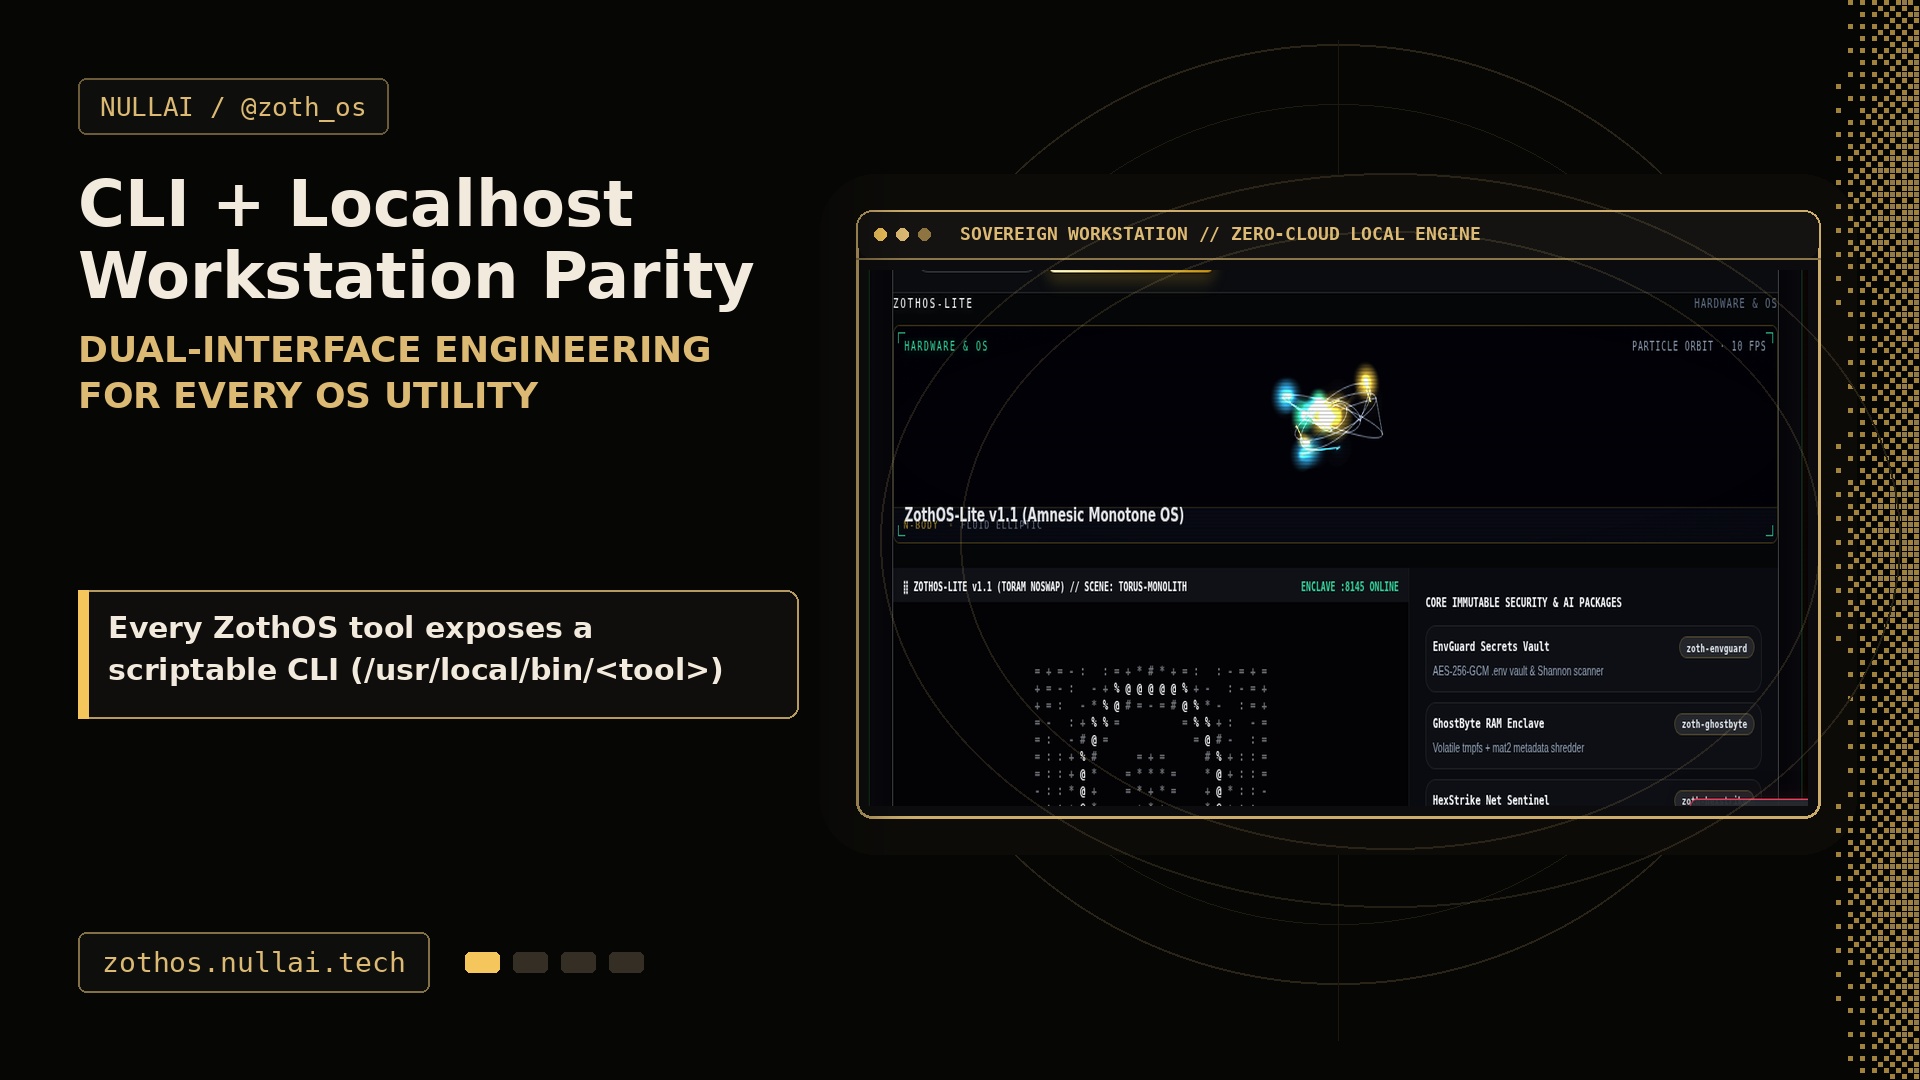 NULLAI / @zoth_os
CLI + Localhost
Workstation Parity
DUAL-INTERFACE ENGINEERING
FOR EVERY OS UTILITY
Every ZothOS tool exposes a
scriptable CLI (/usr/local/bin/<tool>)
zothos.nullai.tech
SOVEREIGN WORKSTATION // ZERO-CLOUD LOCAL ENGINE
ZOTHOS-LITE
HARDWARE & OS
HARDWARE & OS
PARTICLE ORBIT · 10 FPS
ZothOS-Lite v1.1 (Amnesic Monotone OS)
N-BODY · FLUID ELLIPTIC
ZOTHOS-LITE v1.1 (TORAM NOSWAP) // SCENE: TORUS-MONOLITH
ENCLAVE :8145 ONLINE
CORE IMMUTABLE SECURITY & AI PACKAGES
EnvGuard Secrets Vault
zoth-envguard
AES-256-GCM .env vault & Shannon scanner
GhostByte RAM Enclave
zoth-ghostbyte
Volatile tmpfs + mat2 metadata shredder
HexStrike Net Sentinel